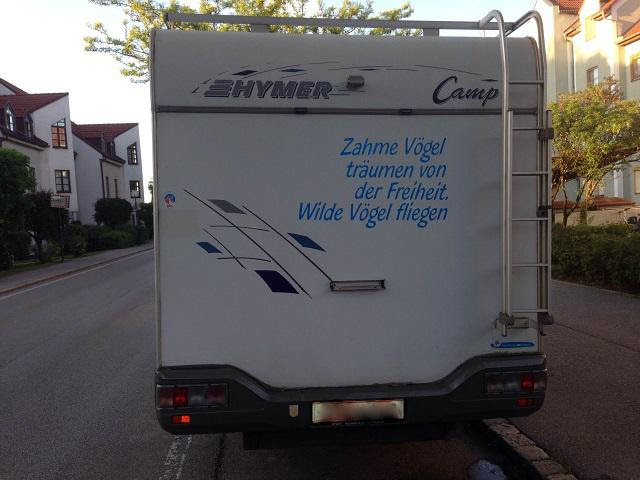 HYMER
Camp
Zahme Vögel
träumen von
der Freiheit.
Wilde Vögel fliegen